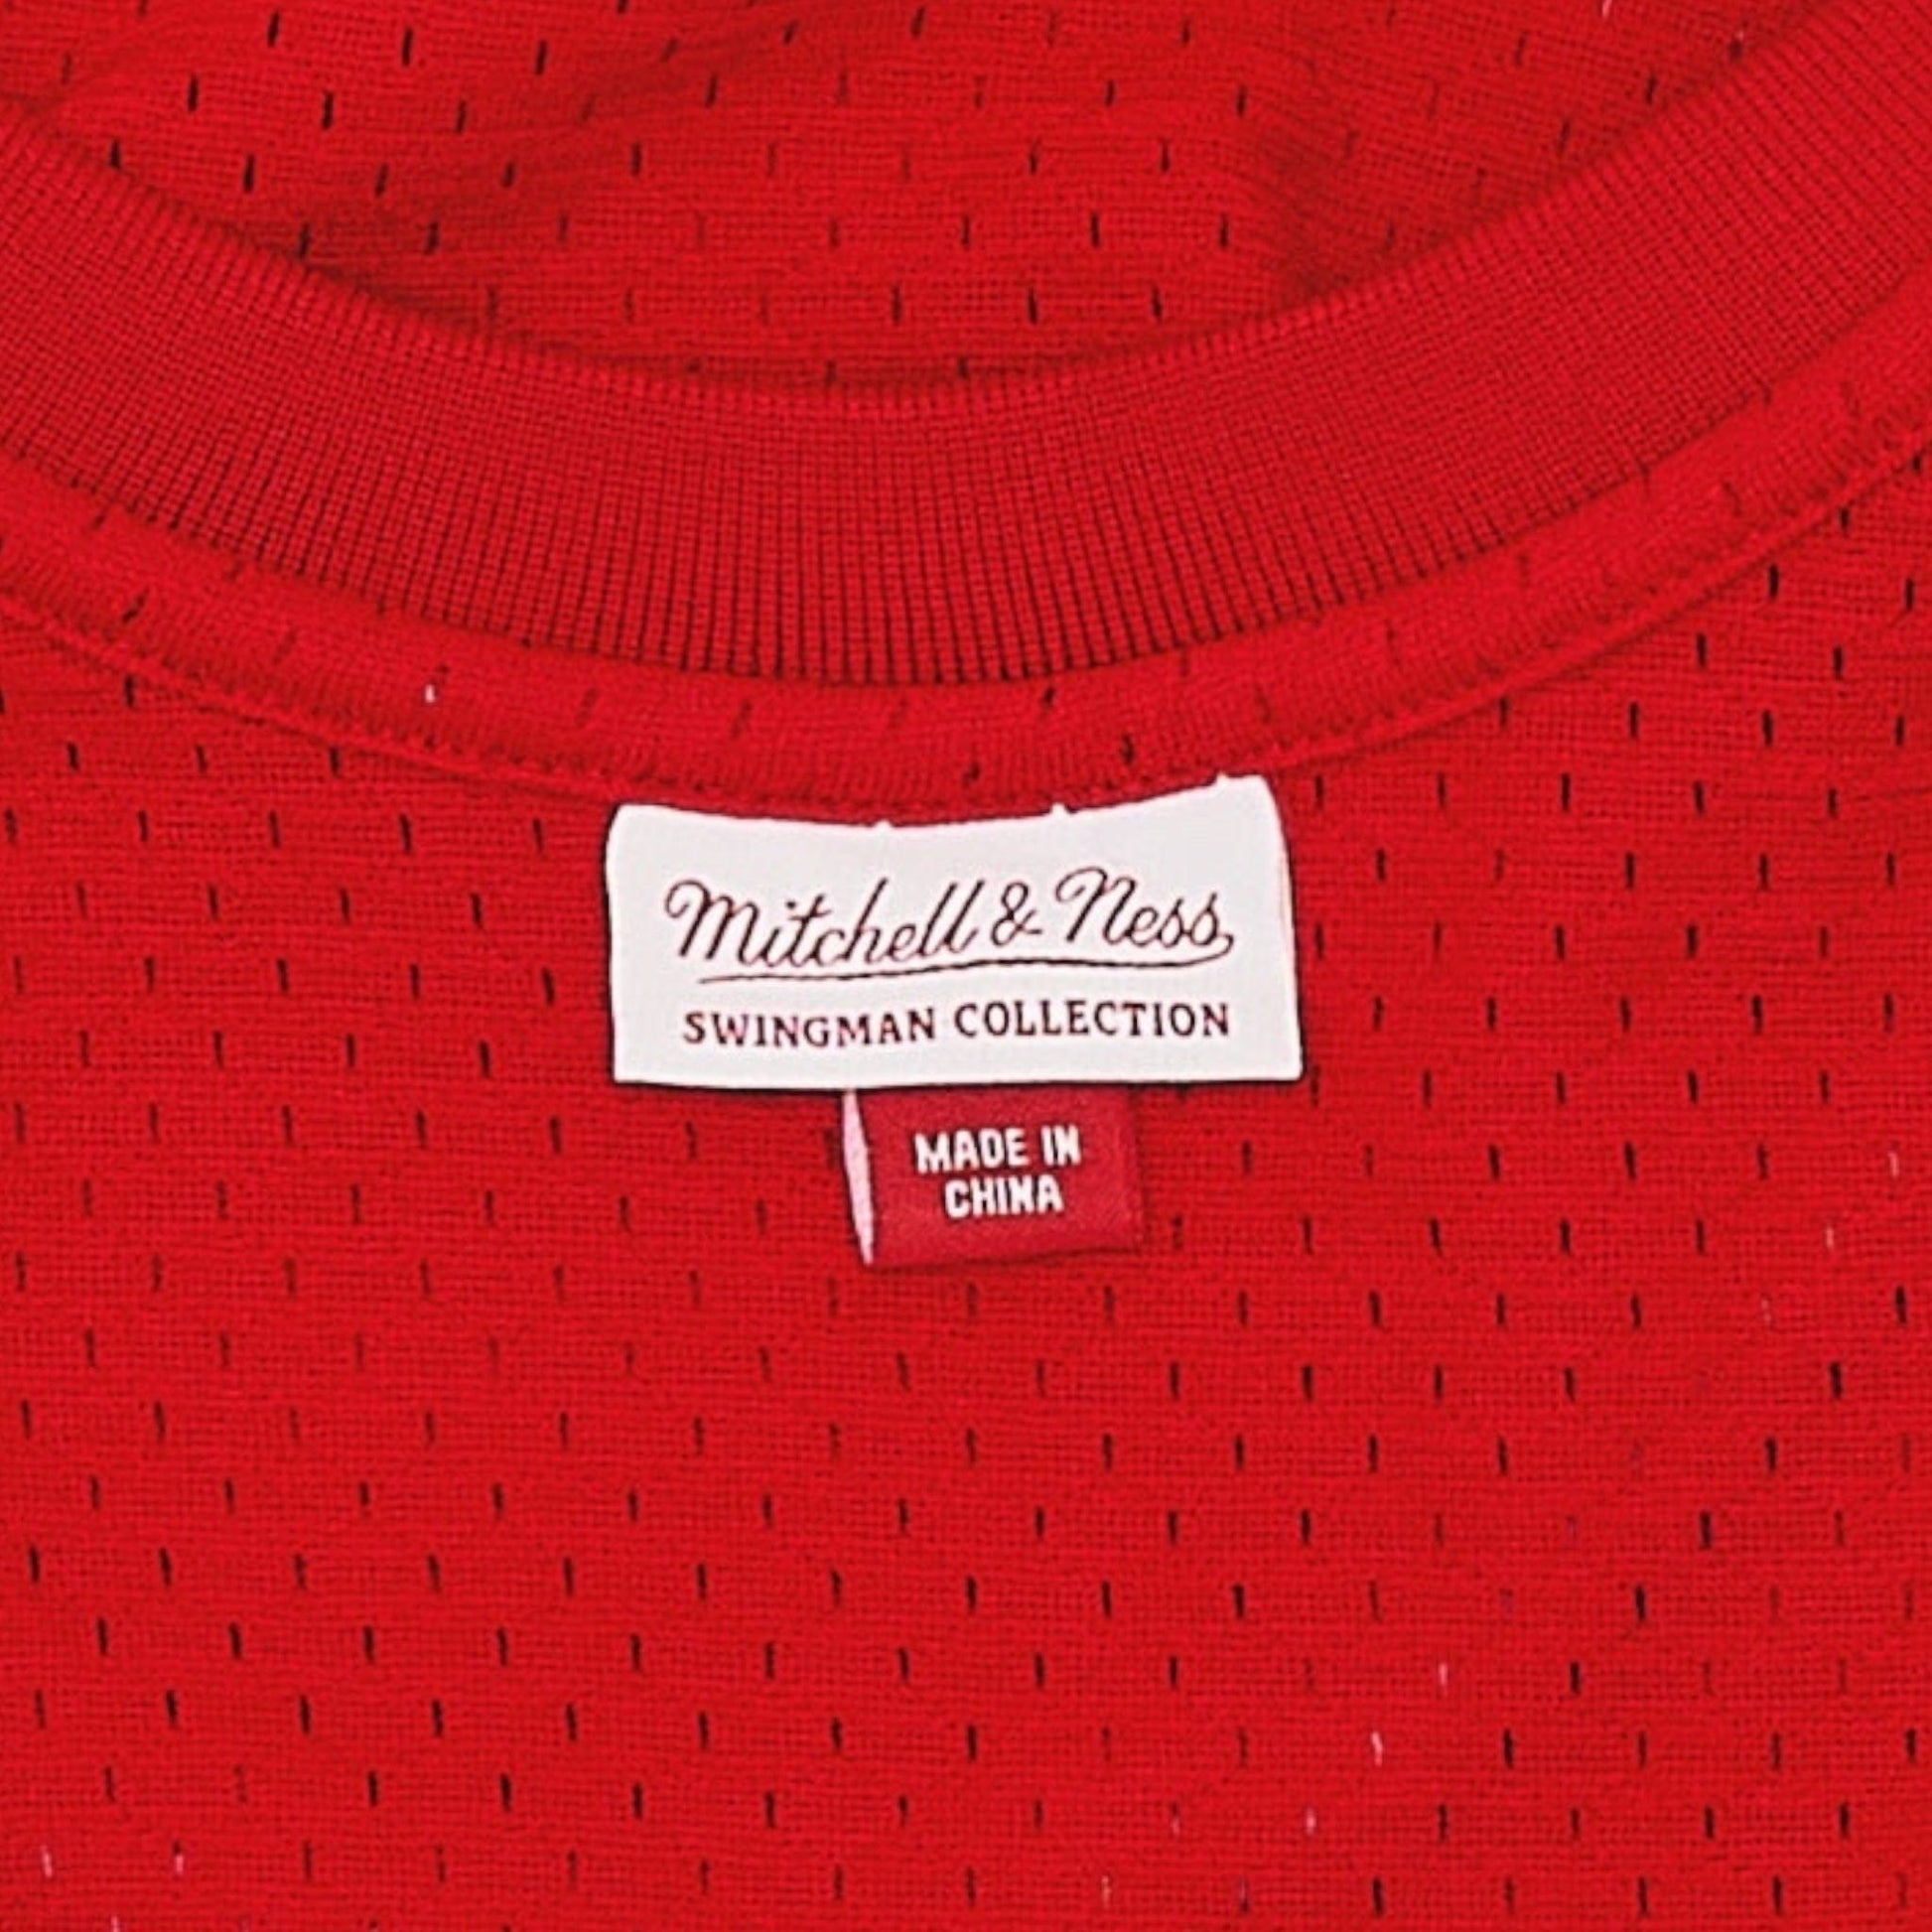 Mitchell & Ness
SWINGMAN COLLECTION
MADE IN
CHINA